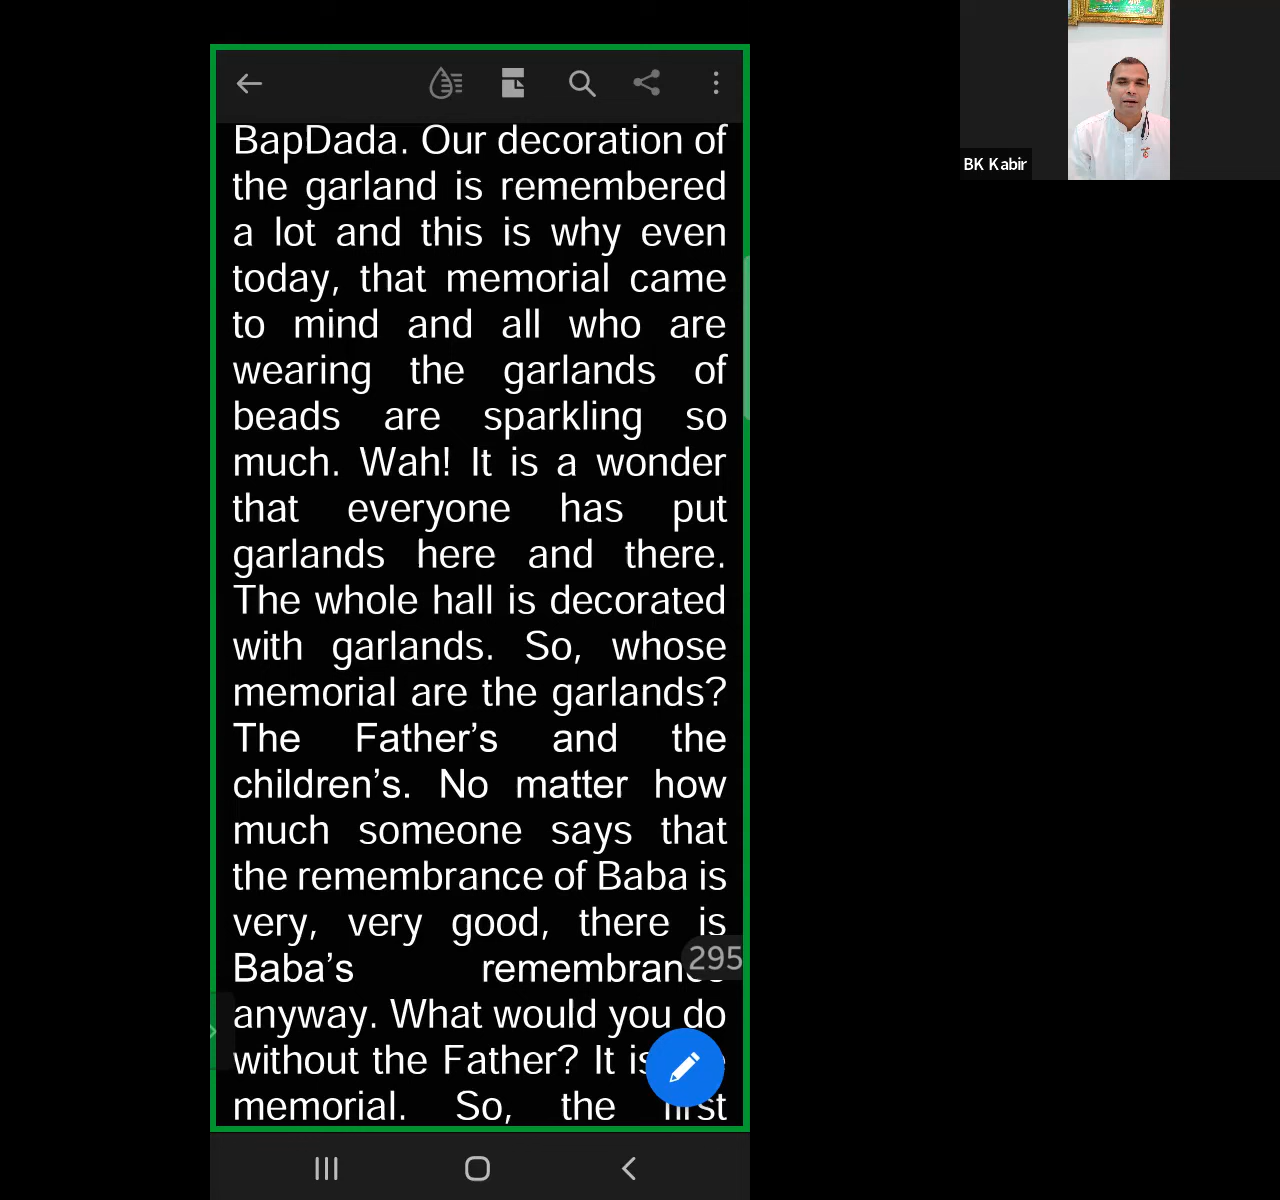 BapDada. Our decoration of
the garland is remembered
a lot and this is why even
today, that memorial came
to mind and all who are
wearing the garlands of
beads are sparkling so
much. Wah! It is a wonder
that everyone has put
garlands here and there.
The whole hall is decorated
with garlands. So, whose
memorial are the garlands?
The Father’s and the
children’s. No matter how
much someone says that
the remembrance of Baba is
very, very good, there is
Baba’s remembrance
295
anyway. What would you do
without the Father? It is
memorial. So, the first
BK Kabir